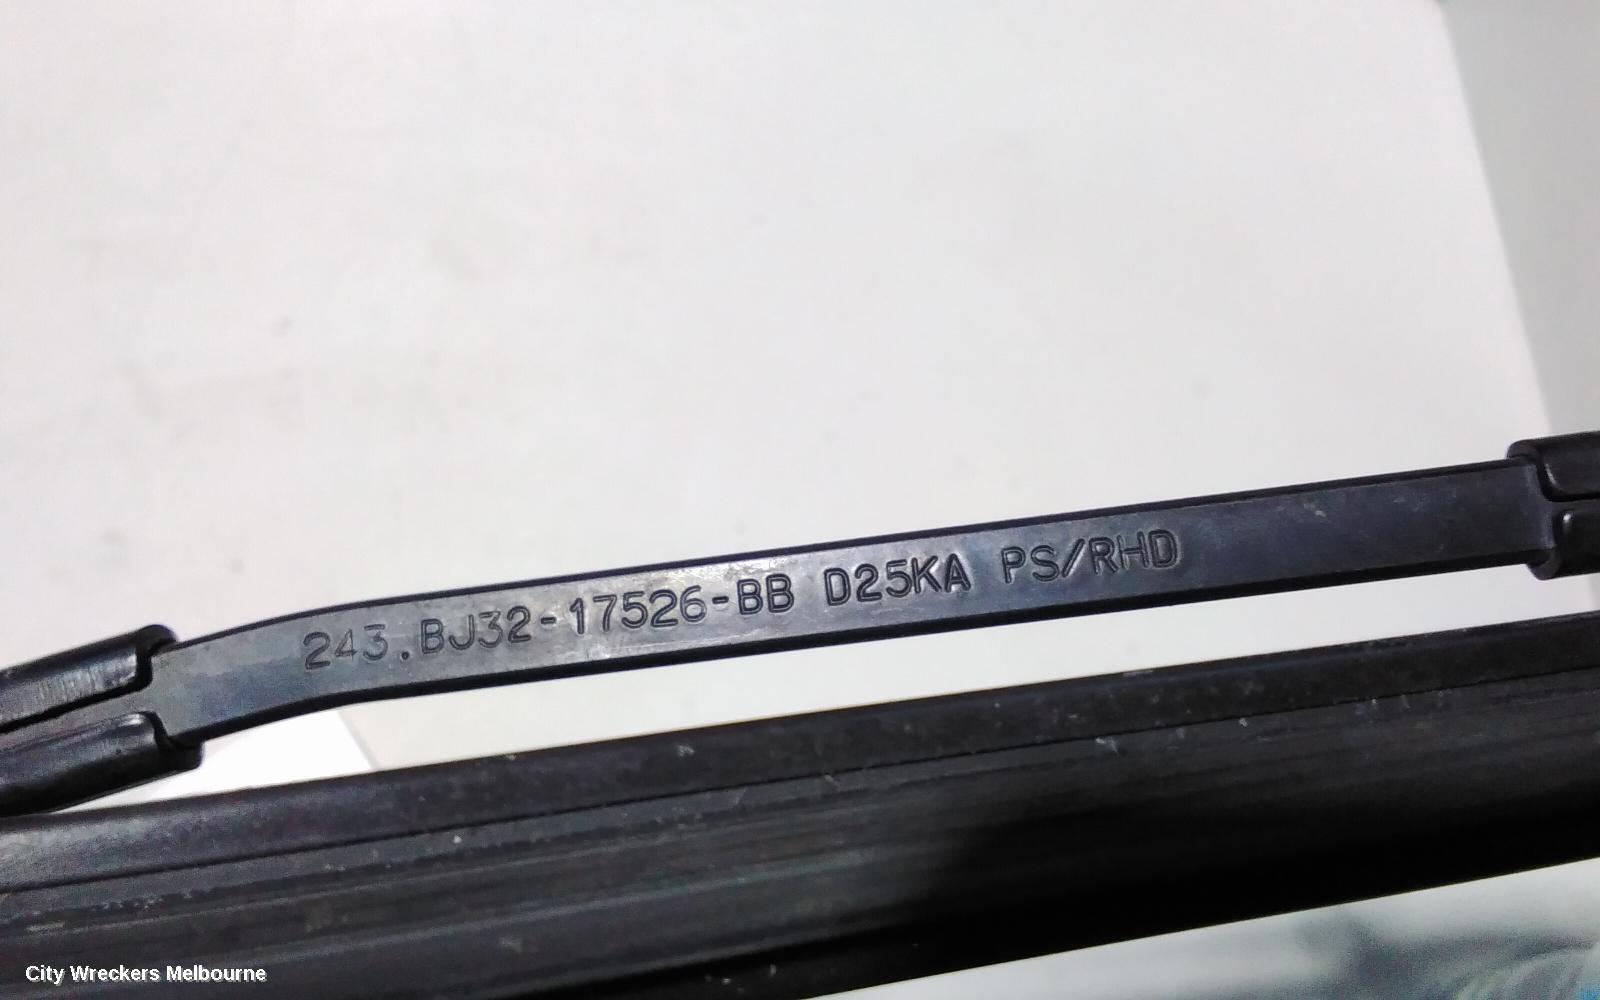 243.BJ32-17526-BB D25KA PS/RHD
City Wreckers Melbourne